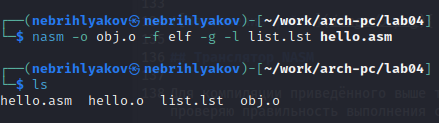 ┌──(nebrihlyakov㉿nebrihlyakov)-[~/work/arch-pc/lab04]
└─$ nasm -o obj.o -f elf -g -l list.lst hello.asm
┌──(nebrihlyakov㉿nebrihlyakov)-[~/work/arch-pc/lab04]
└─$ ls
hello.asm  hello.o  list.lst  obj.o